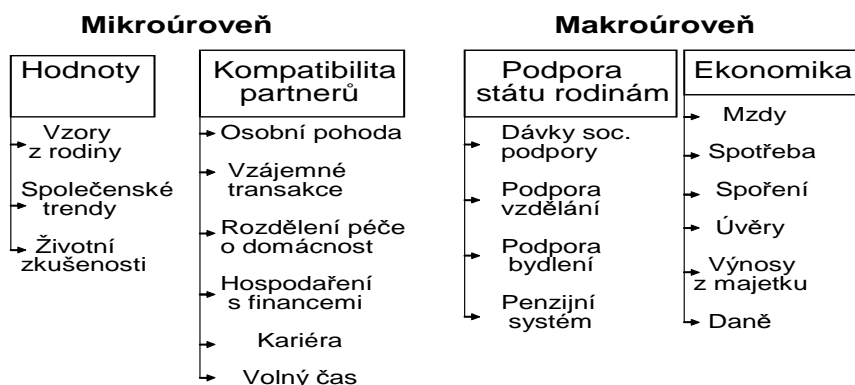 Mikroúroveň
Hodnoty
Vzory
z rodiny
Společenské
trendy
Životní
zkušenosti
Kompatibilita
partnerů
Osobní pohoda
Vzájemné
transakce
Rozdělení péče
o domácnost
Hospodaření
s financemi
Kariéra
Volný čas
Makroúroveň
Podpora
státu rodinám
Dávky soc.
podpory
Podpora
vzdělání
Podpora
bydlení
Penzijní
systém
Ekonomika
Mzdy
Spotřeba
Spoření
Úvěry
Výnosy
z majetku
Daně